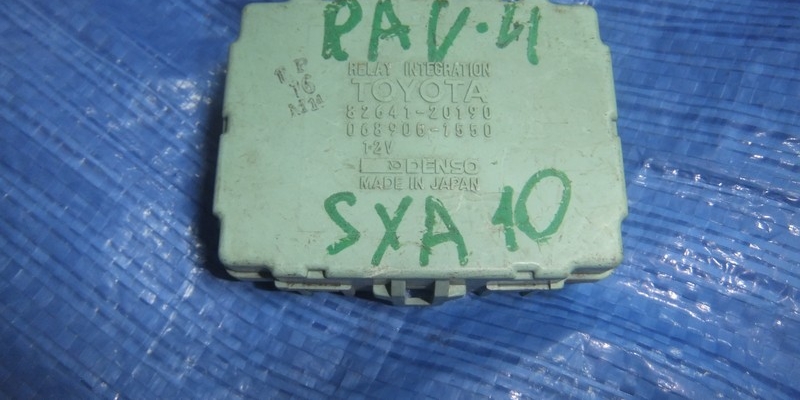 RAV-4
RELAY INTEGRATION
TOYOTA
82641-20190
068900-1550
12V
DENSO
MADE IN JAPAN
SXA 10